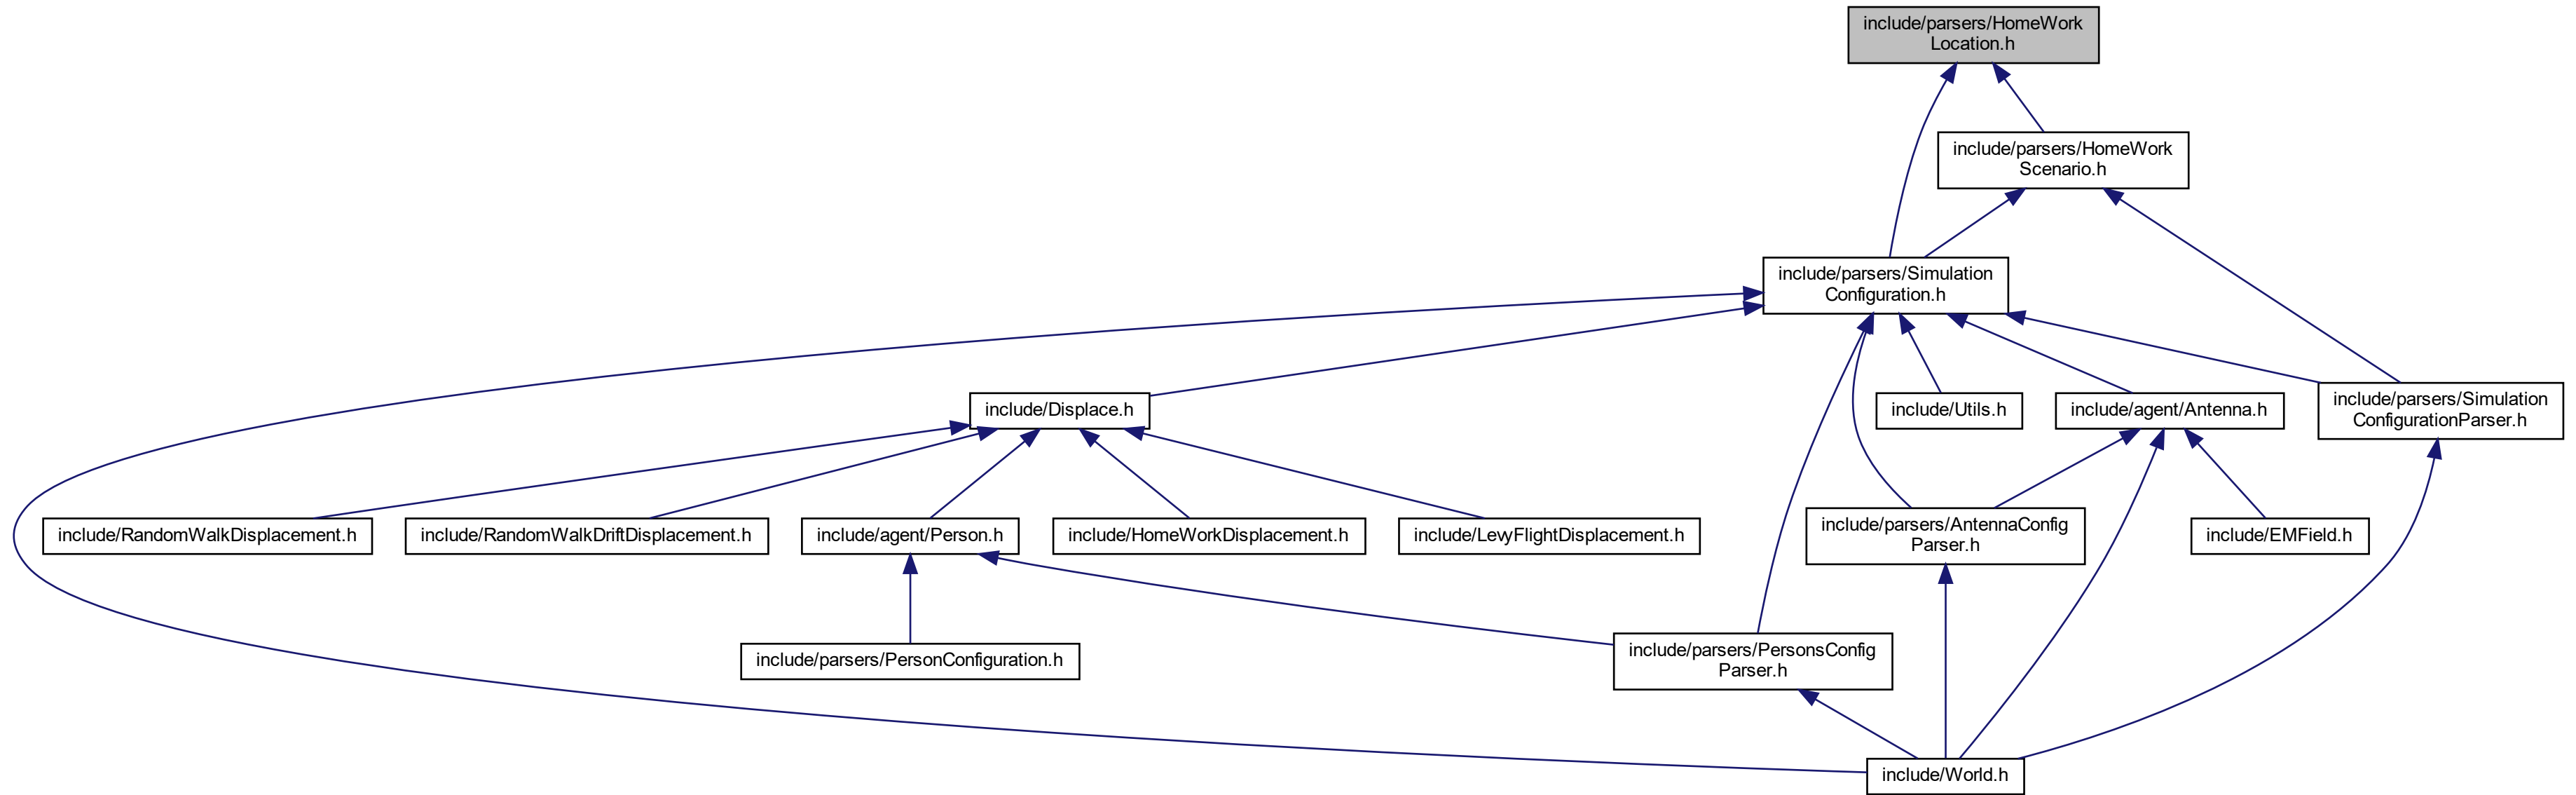 include/parsers/HomeWork
Location.h
include/parsers/HomeWork
Scenario.h
include/parsers/Simulation
Configuration.h
include/Displace.h
include/Utils.h
include/agent/Antenna.h
include/parsers/Simulation
ConfigurationParser.h
include/RandomWalkDisplacement.h
include/RandomWalkDriftDisplacement.h
include/agent/Person.h
include/HomeWorkDisplacement.h
include/LevyFlightDisplacement.h
include/parsers/AntennaConfig
Parser.h
include/EMField.h
include/parsers/PersonConfiguration.h
include/parsers/PersonsConfig
Parser.h
include/World.h